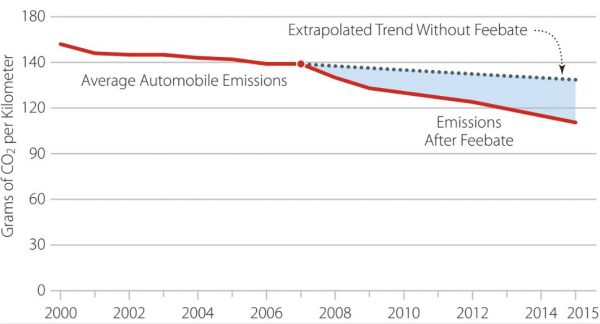 180
140
120
90
60
30
0
Grams of CO₂ per Kilometer
Extrapolated Trend Without Feebate
Average Automobile Emissions
Emissions
After Feebate
2000 2002 2004 2006 2008 2010 2012 2014 2015